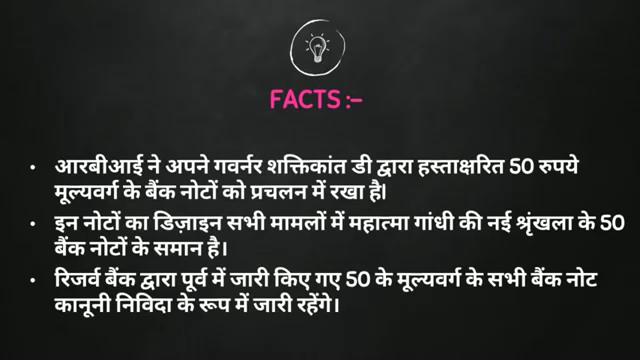 FACTS :-
• आरबीआई ने अपने गवर्नर शक्तिकांत डी द्वारा हस्ताक्षरित 50 रुपये
मूल्यवर्ग के बैंक नोटों को प्रचलन में रखा है।
• इन नोटों का डिज़ाइन सभी मामलों में महात्मा गांधी की नई श्रृंखला के 50
बैंक नोटों के समान है।
• रिजर्व बैंक द्वारा पूर्व में जारी किए गए 50 के मूल्यवर्ग के सभी बैंक नोट
कानूनी निविदा के रूप में जारी रहेंगे।